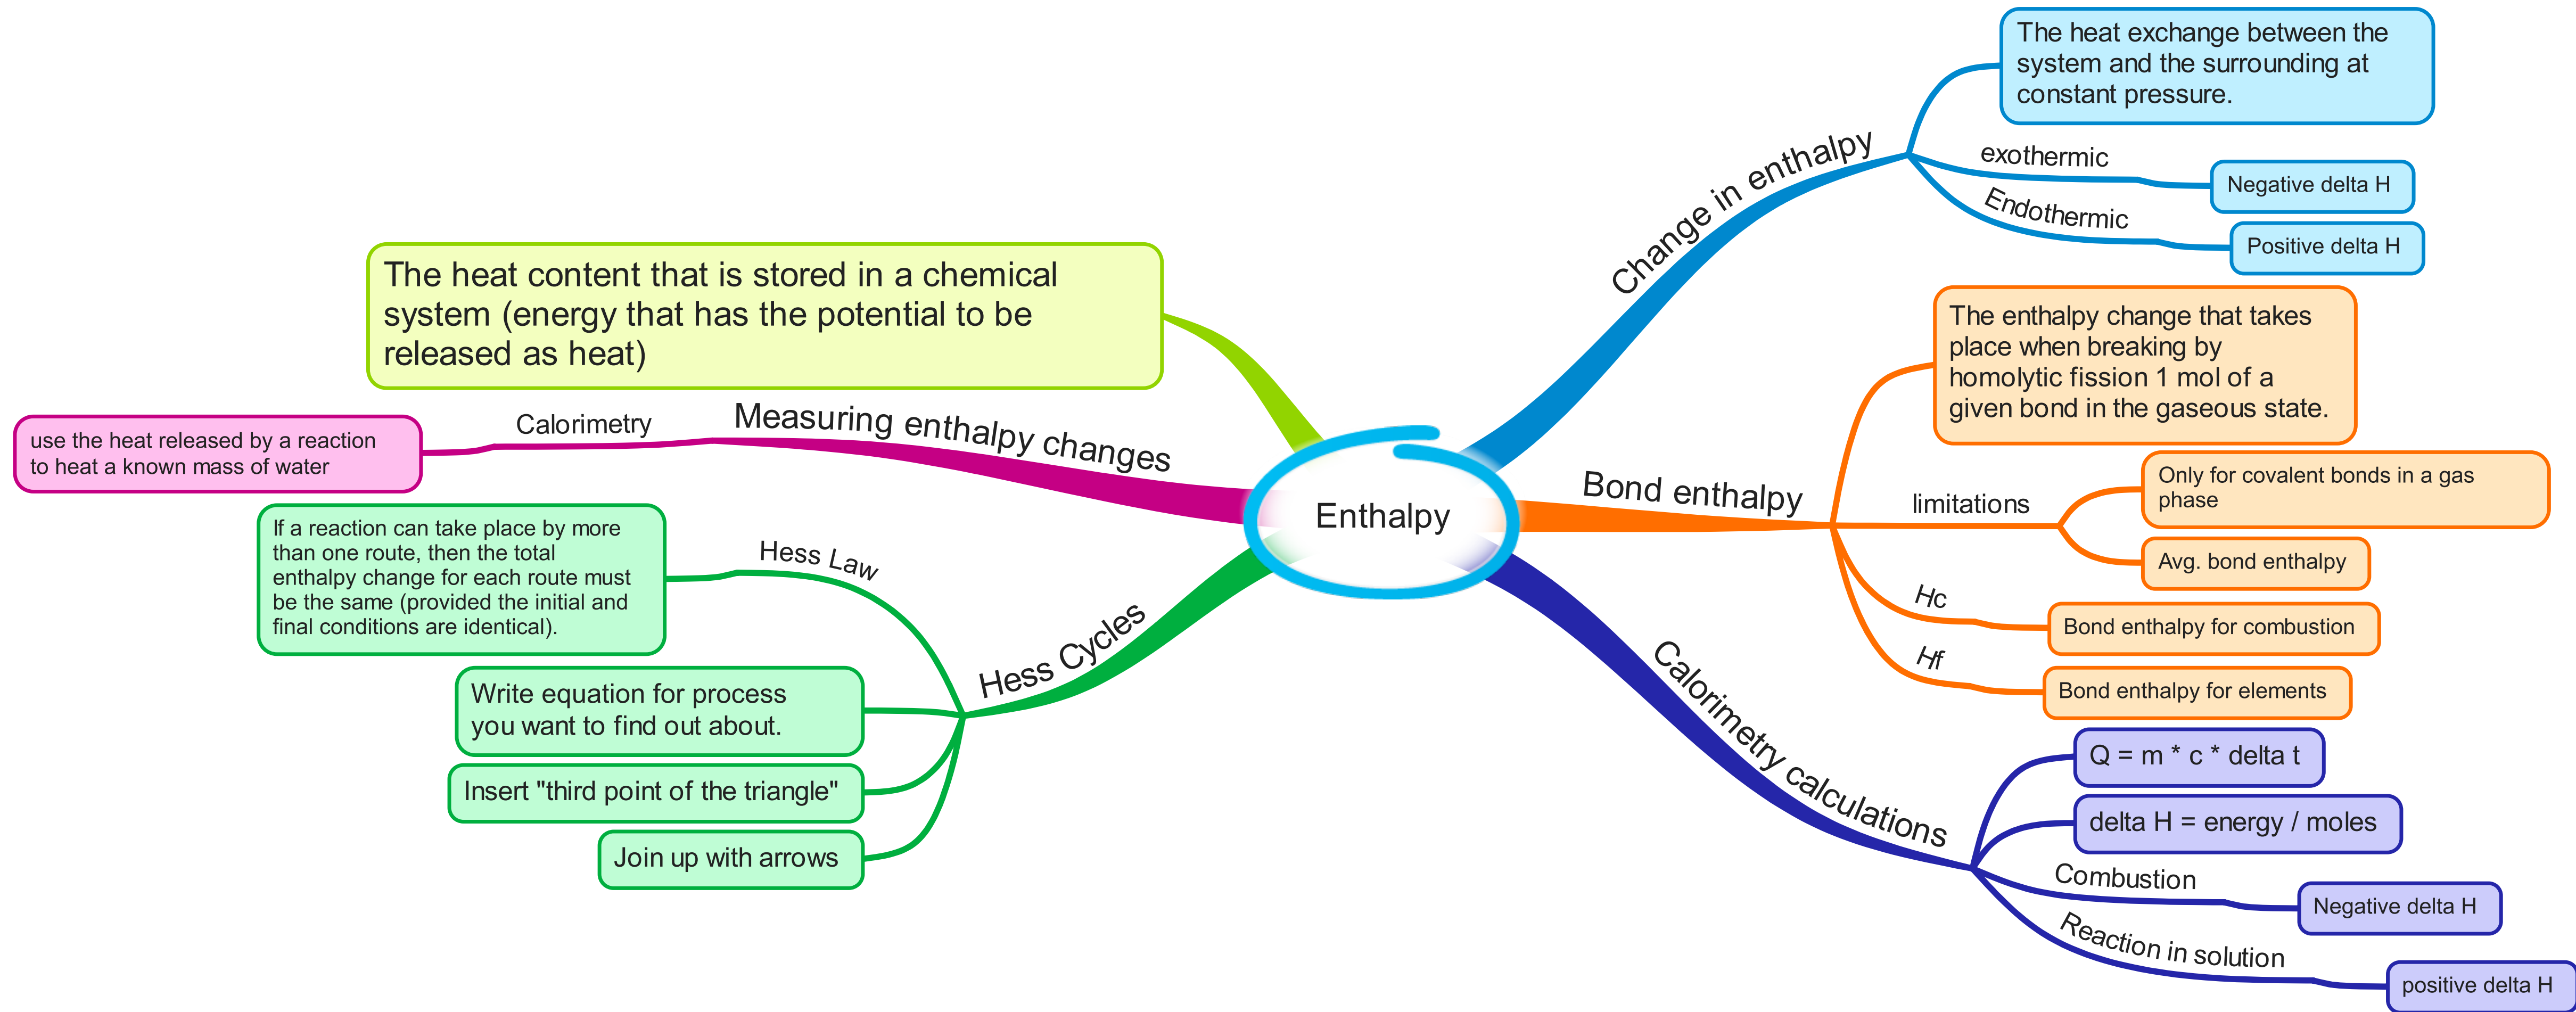 Enthalpy
Change in enthalpy
The heat exchange between the
system and the surrounding at
constant pressure.
exothermic
Negative delta H
Endothermic
Positive delta H
Bond enthalpy
The enthalpy change that takes
place when breaking by
homolytic fission 1 mol of a
given bond in the gaseous state.
limitations
Only for covalent bonds in a gas
phase
Avg. bond enthalpy
Hc
Bond enthalpy for combustion
Hf
Bond enthalpy for elements
Calorimetry calculations
Q = m * c * delta t
delta H = energy / moles
Combustion
Negative delta H
Reaction in solution
positive delta H
The heat content that is stored in a chemical
system (energy that has the potential to be
released as heat)
Measuring enthalpy changes
Calorimetry
use the heat released by a reaction
to heat a known mass of water
Hess Cycles
Hess Law
If a reaction can take place by more
than one route, then the total
enthalpy change for each route must
be the same (provided the initial and
final conditions are identical).
Write equation for process
you want to find out about.
Insert "third point of the triangle"
Join up with arrows